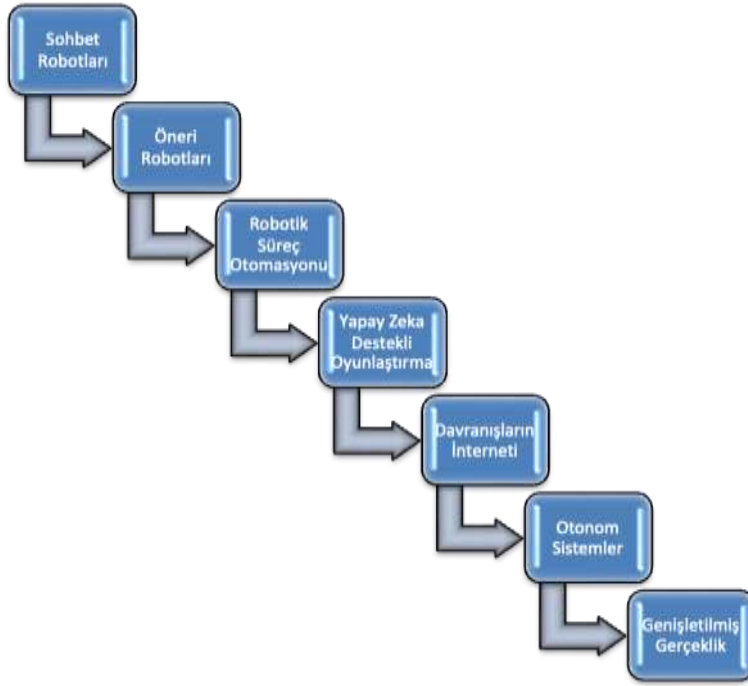 Sohbet
Robotları
Öneri
Robotları
Robotik
Süreç
Otomasyonu
Yapay Zeka
Destekli
Oyunlaştırma
Davranışların
İnterneti
Otonom
Sistemler
Genişletilmiş
Gerçeklik